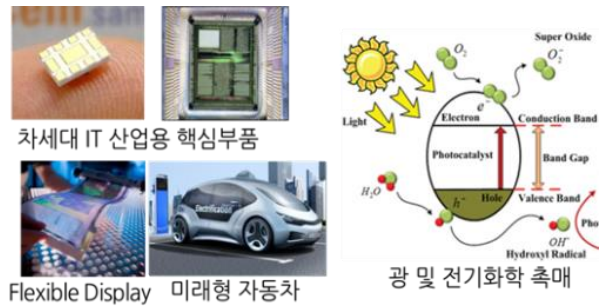 차세대 IT 산업용 핵심부품
Flexible Display
Electrification
미래형 자동차
Light
O₂
Super Oxide
O₂⁻
e⁻
Electron
Conduction Band
Photocatalyst
Band Gap
H₂O
Hole
Valence Band
h⁺
OH⁻
Hydroxyl Radical
광 및 전기화학 촉매